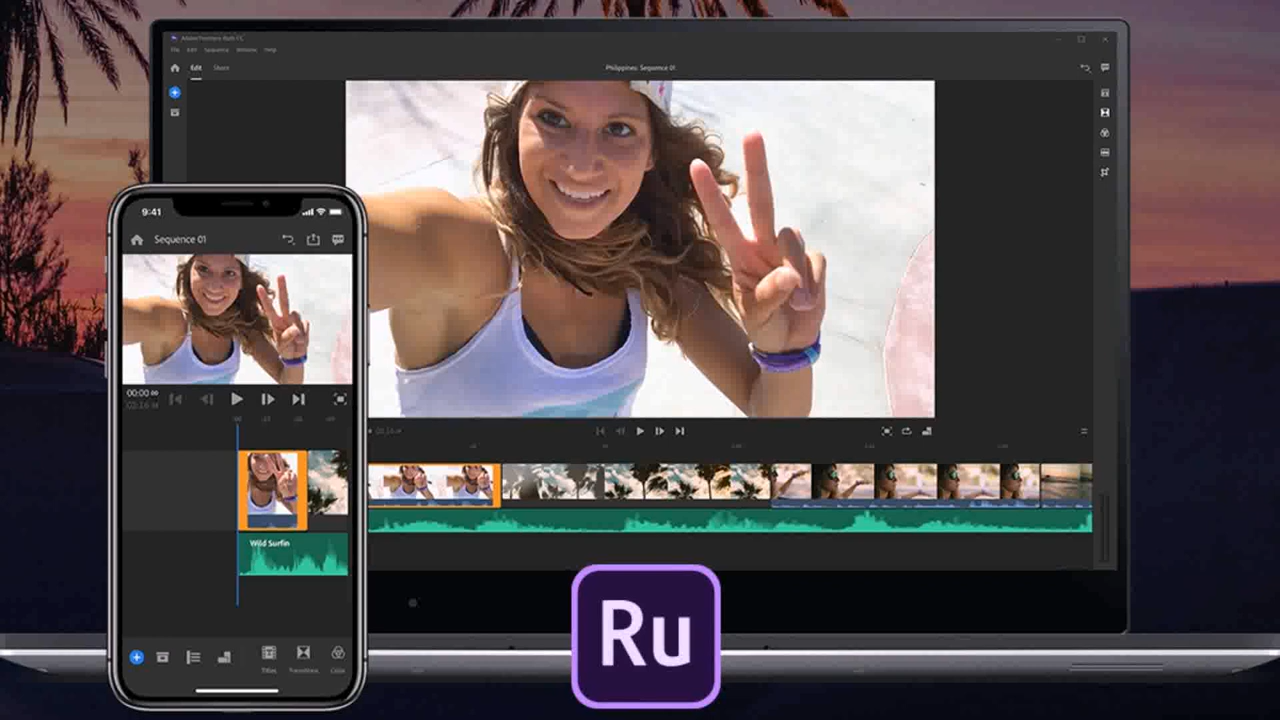 Adobe Premiere Rush CC
File Edit Sequence Window Help
Edit Share
Philippines: Sequence 01
9:41
Sequence 01
00:00
Wild Surfin
Titles Transitions Color
Ru